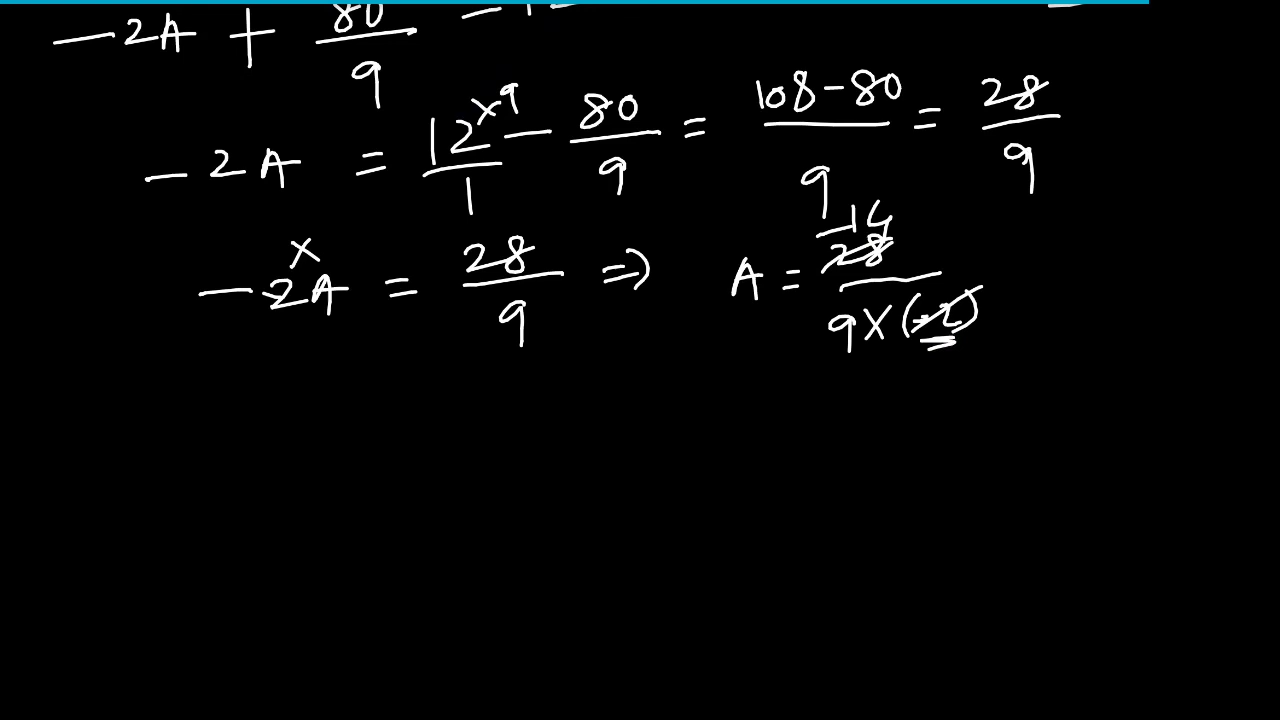 -2A + 80/9
-2A = 12×9/1 - 80/9 = 108-80/9 = 28/9
-2A = 28/9 => A = 28/9×(-2)
× 14